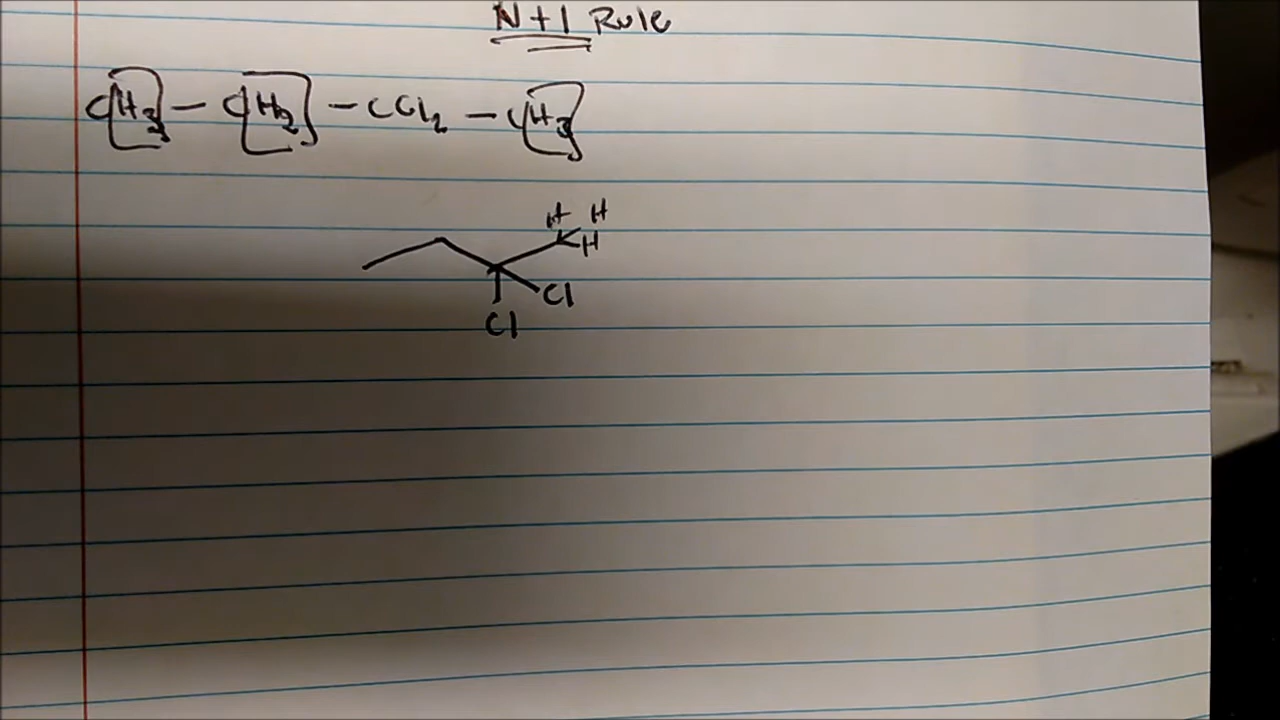 N+1 Rule
CH3 – CH2 – CCl2 – CH3
H H
H
Cl
Cl